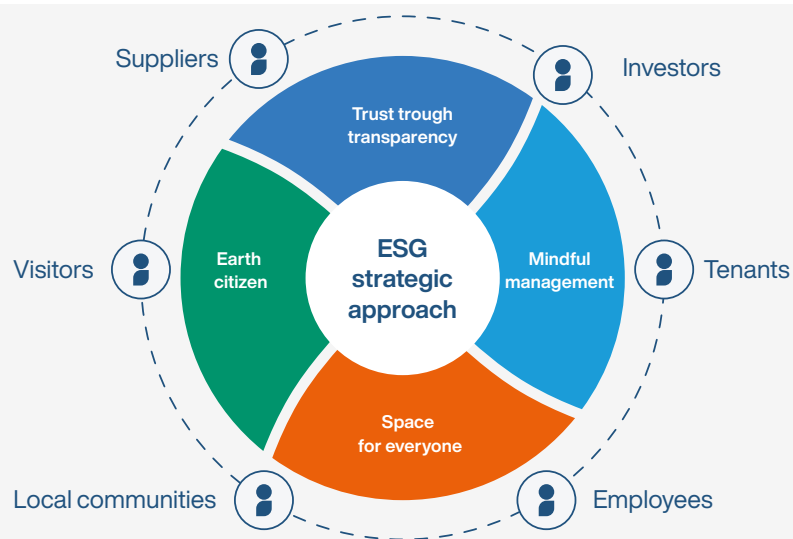 Suppliers
Investors
Trust trough
transparency
Visitors
Earth
citizen
ESG
strategic
approach
Mindful
management
Tenants
Space
for everyone
Local communities
Employees